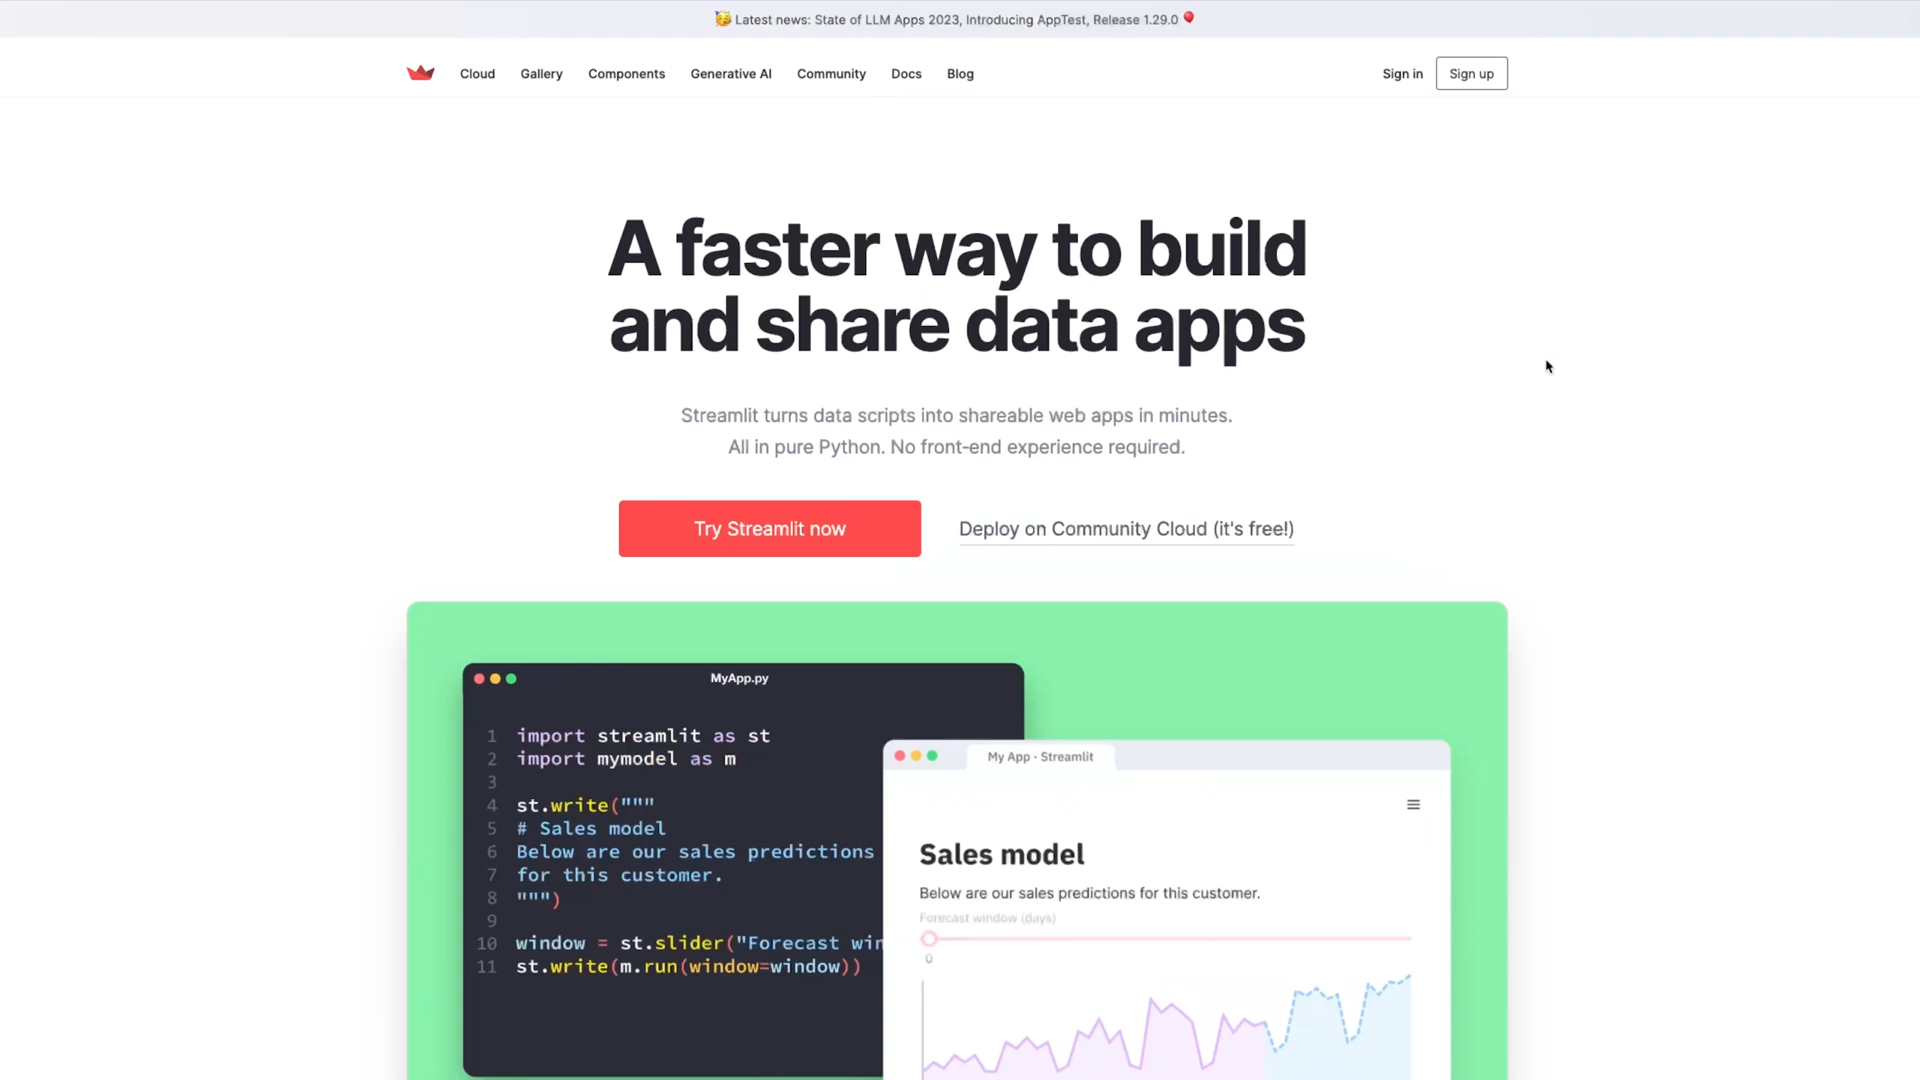 🥳 Latest news: State of LLM Apps 2023, Introducing AppTest, Release 1.29.0 🎈
Cloud Gallery Components Generative AI Community Docs Blog Sign in Sign up
A faster way to build
and share data apps
Streamlit turns data scripts into shareable web apps in minutes.
All in pure Python. No front-end experience required.
Try Streamlit now
Deploy on Community Cloud (it's free!)
MyApp.py
1 import streamlit as st
2 import mymodel as m
3
4 st.write("""
5 # Sales model
6 Below are our sales predictions
7 for this customer.
8 """)
9
10 window = st.slider("Forecast win
11 st.write(m.run(window=window))
My App · Streamlit
Sales model
Below are our sales predictions for this customer.
Forecast window (days)
0